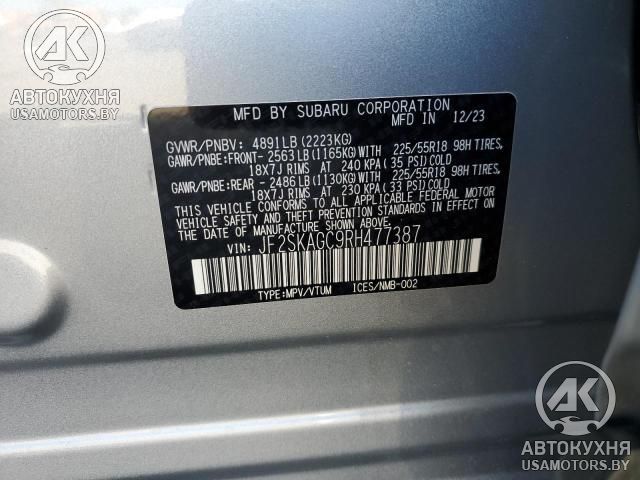 AK
АВТОКУХНЯ
USAMOTORS.BY
MFD BY SUBARU CORPORATION
MFD IN 12/23
GVWR/PNBV: 4891LB(2223KG)
GAWR/PNBE:FRONT- 2563LB(1165KG)WITH 225/55R18 98H TIRES,
18X7J RIMS AT 240 KPA(35 PSI)COLD
GAWR/PNBE:REAR - 2486LB(1130KG)WITH 225/55R18 98H TIRES,
18X7J RIMS AT 230 KPA(33 PSI)COLD
THIS VEHICLE CONFORMS TO ALL APPLICABLE FEDERAL MOTOR
VEHICLE SAFETY AND THEFT PREVENTION STANDARDS IN EFFECT
ON THE DATE OF MANUFACTURE SHOWN ABOVE.
VIN: JF2SKAGC9RH477387
TYPE:MPV/VTUM ICES/NMB-002
AK
АВТОКУХНЯ
USAMOTORS.BY